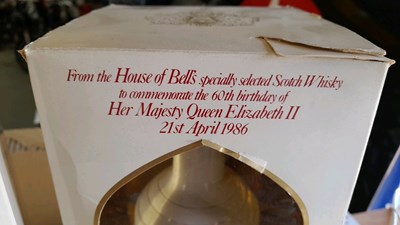 From the House of Bell's specially selected Scotch Whisky
to commemorate the 60th birthday of
Her Majesty Queen Elizabeth II
21st April 1986